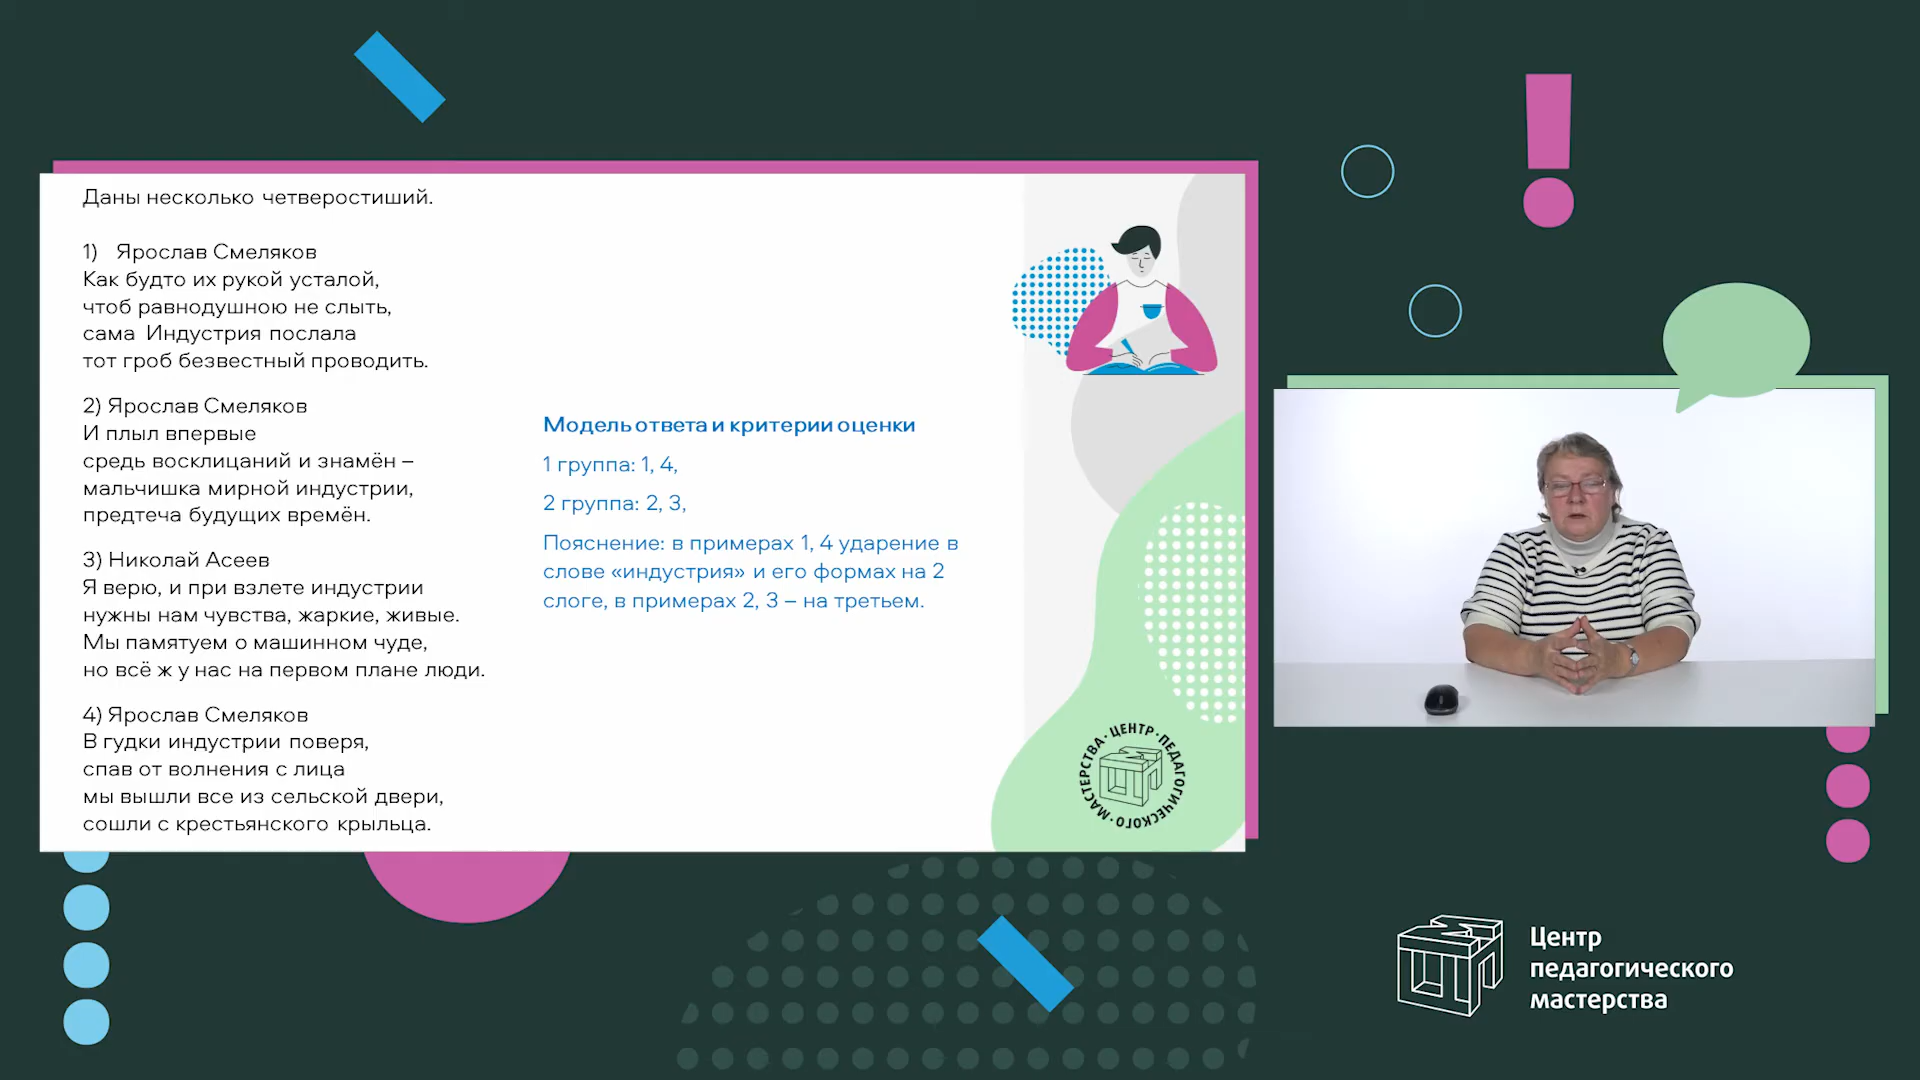 Даны несколько четверостиший.
1) Ярослав Смеляков
Как будто их рукой усталой,
чтоб равнодушною не слыть,
сама Индустрия послала
тот гроб безвестный проводить.
2) Ярослав Смеляков
И плыл впервые
средь восклицаний и знамён –
мальчишка мирной индустрии,
предтеча будущих времён.
3) Николай Асеев
Я верю, и при взлете индустрии
нужны нам чувства, жаркие, живые.
Мы памятуем о машинном чуде,
но всё ж у нас на первом плане люди.
4) Ярослав Смеляков
В гудки индустрии поверя,
спав от волнения с лица
мы вышли все из сельской двери,
сошли с крестьянского крыльца.
Модель ответа и критерии оценки
1 группа: 1, 4,
2 группа: 2, 3,
Пояснение: в примерах 1, 4 ударение в
слове «индустрия» и его формах на 2
слоге, в примерах 2, 3 – на третьем.
ЦЕНТР · ПЕДАГОГИЧЕСКОГО · МАСТЕРСТВА ·
Центр
педагогического
мастерства